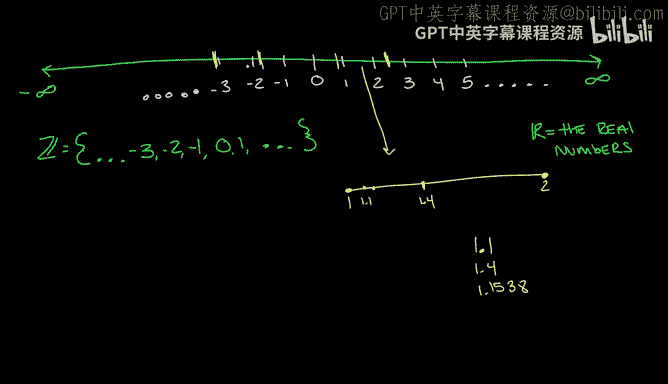 GPT中英字幕课程资源@bilibili
GPT中英字幕课程资源 bilibili
-∞ ..... -3 -2 -1 0 1 2 3 4 5 ..... ∞
ℤ={...-3,-2,-1,0,1,...}
ℝ=THE REAL
NUMBERS
1 1.1 1.4 2
1.1
1.4
1.1538